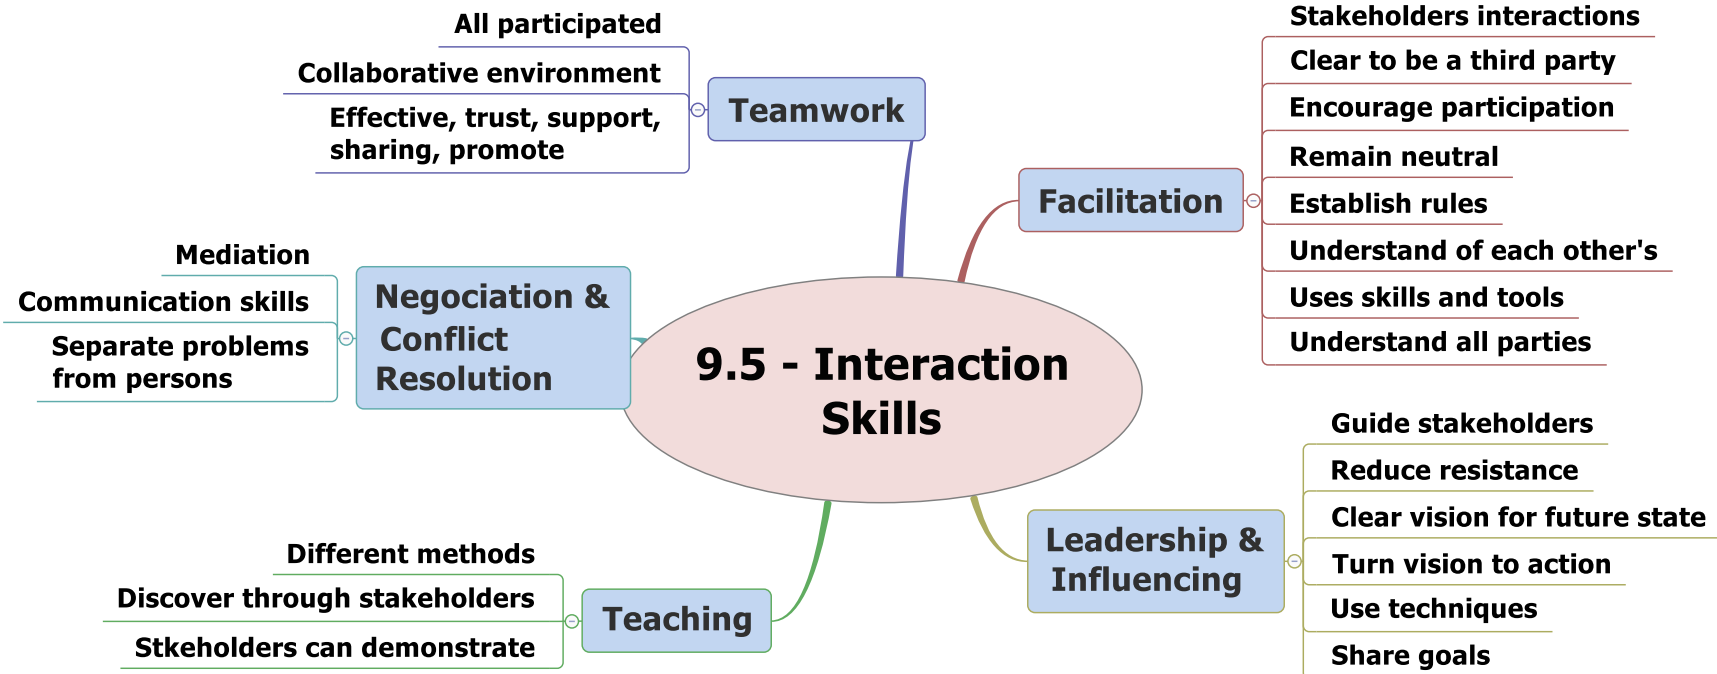 9.5 - Interaction
Skills
Teamwork
All participated
Collaborative environment
Effective, trust, support,
sharing, promote
Negociation &
Conflict
Resolution
Mediation
Communication skills
Separate problems
from persons
Teaching
Different methods
Discover through stakeholders
Stkeholders can demonstrate
Facilitation
Stakeholders interactions
Clear to be a third party
Encourage participation
Remain neutral
Establish rules
Understand of each other's
Uses skills and tools
Understand all parties
Leadership &
Influencing
Guide stakeholders
Reduce resistance
Clear vision for future state
Turn vision to action
Use techniques
Share goals